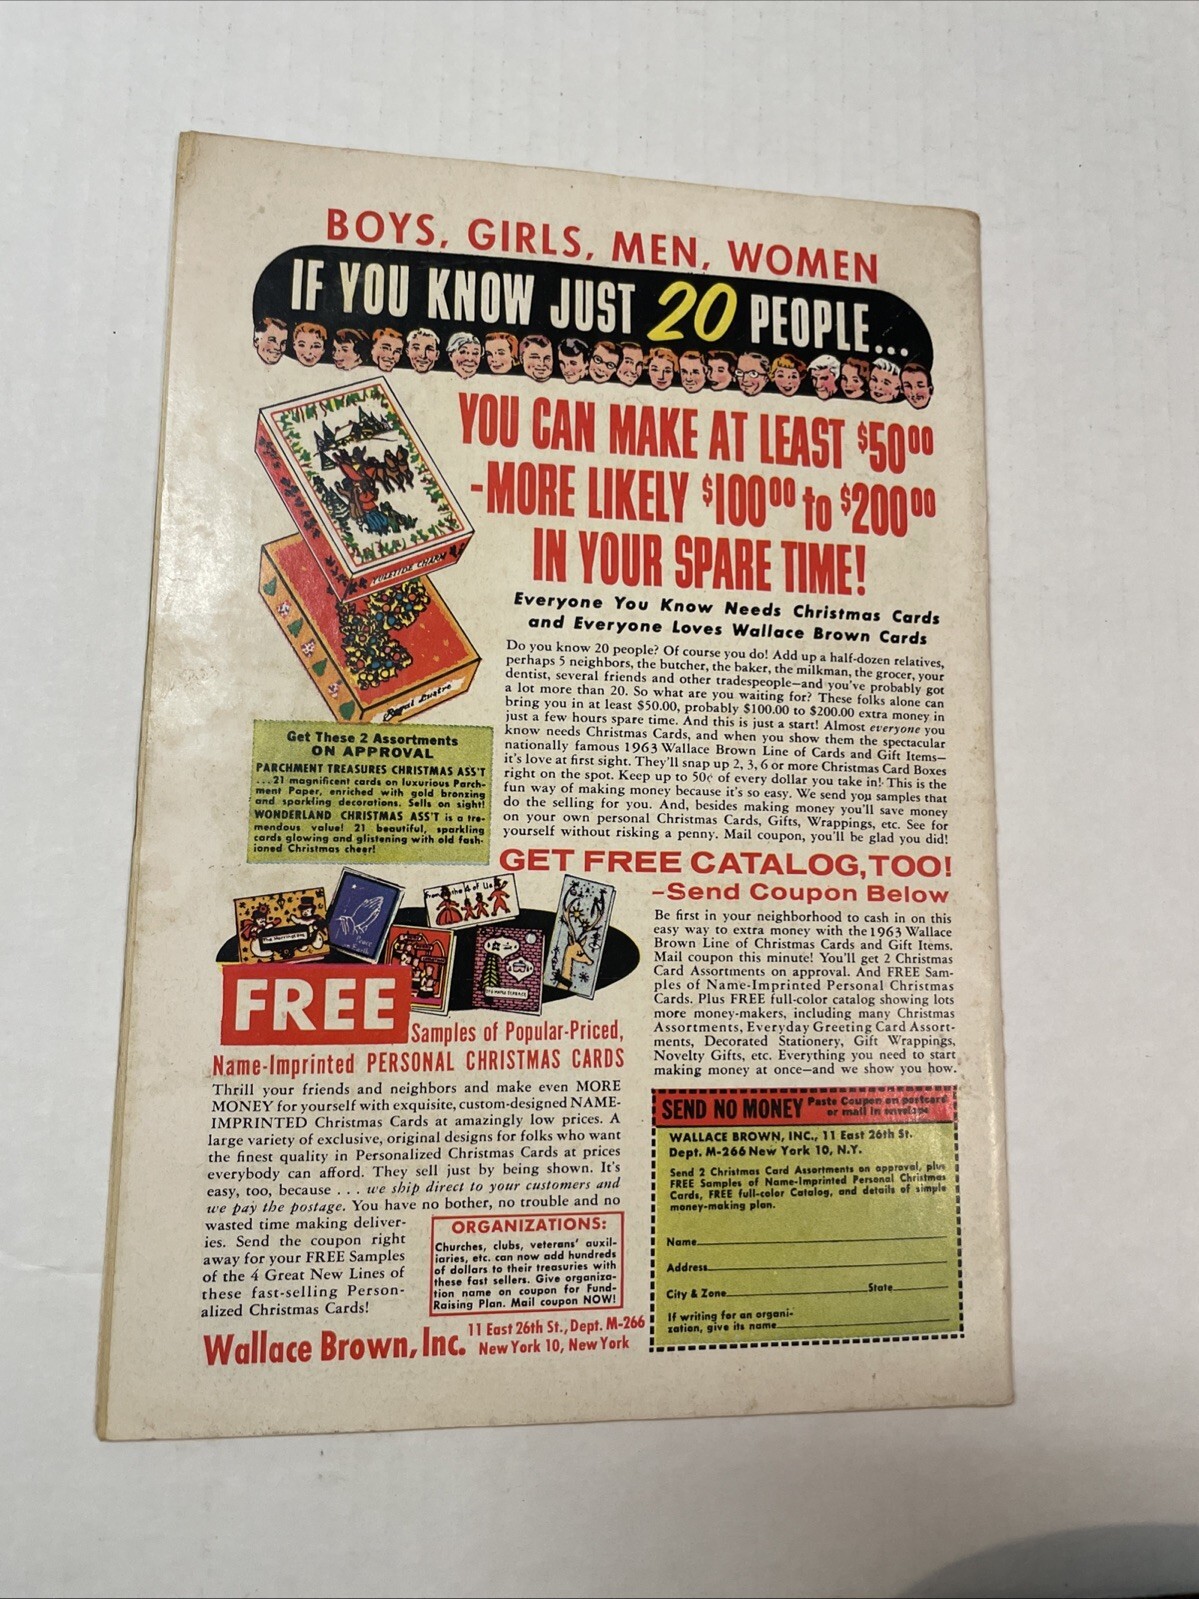 BOYS, GIRLS, MEN, WOMEN
IF YOU KNOW JUST 20 PEOPLE...
YOU CAN MAKE AT LEAST $50.00
-MORE LIKELY $100.00 to $200.00
IN YOUR SPARE TIME!
Everyone You Know Needs Christmas Cards
and Everyone Loves Wallace Brown Cards
YULETIDE CHARM
Royal Lustre
Do you know 20 people? Of course you do! Add up a half-dozen relatives,
perhaps 5 neighbors, the butcher, the baker, the milkman, the grocer, your
dentist, several friends and other tradespeople—and you've probably got
a lot more than 20. So what are you waiting for? These folks alone can
bring you in at least $50.00, probably $100.00 to $200.00 extra money in
just a few hours spare time. And this is just a start! Almost everyone you
know needs Christmas Cards, and when you show them the spectacular
nationally famous 1963 Wallace Brown Line of Cards and Gift Items—
it's love at first sight. They'll snap up 2, 3, 6 or more Christmas Card Boxes
right on the spot. Keep up to 50¢ of every dollar you take in! This is the
fun way of making money because it's so easy. We send you samples that
do the selling for you. And, besides making money you'll save money
on your own personal Christmas Cards, Gifts, Wrappings, etc. See for
yourself without risking a penny. Mail coupon, you'll be glad you did!
Get These 2 Assortments
ON APPROVAL
PARCHMENT TREASURES CHRISTMAS ASS'T
...21 magnificent cards on luxurious Parch-
ment Paper, enriched with gold bronzing
and sparkling decorations. Sells on sight!
WONDERLAND CHRISTMAS ASS'T is a tre-
mendous value! 21 beautiful, sparkling
cards glowing and glistening with old fash-
ioned Christmas cheer!
GET FREE CATALOG, TOO!
—Send Coupon Below
Be first in your neighborhood to cash in on this
easy way to extra money with the 1963 Wallace
Brown Line of Christmas Cards and Gift Items.
Mail coupon this minute! You'll get 2 Christmas
Card Assortments on approval. And FREE Sam-
ples of Name-Imprinted Personal Christmas
Cards. Plus FREE full-color catalog showing lots
more money-makers, including many Christmas
Assortments, Everyday Greeting Card Assort-
ments, Decorated Stationery, Gift Wrappings,
Novelty Gifts, etc. Everything you need to start
making money at once—and we show you how.
From the 4 of Us
Peace on Earth
FREE
Samples of Popular-Priced,
Name-Imprinted PERSONAL CHRISTMAS CARDS
Thrill your friends and neighbors and make even MORE
MONEY for yourself with exquisite, custom-designed NAME-
IMPRINTED Christmas Cards at amazingly low prices. A
large variety of exclusive, original designs for folks who want
the finest quality in Personalized Christmas Cards at prices
everybody can afford. They sell just by being shown. It's
easy, too, because . . . we ship direct to your customers and
we pay the postage. You have no bother, no trouble and no
wasted time making deliver-
ies. Send the coupon right
away for your FREE Samples
of the 4 Great New Lines of
these fast-selling Person-
alized Christmas Cards!
ORGANIZATIONS:
Churches, clubs, veterans' auxil-
iaries, etc. can now add hundreds
of dollars to their treasuries with
these fast sellers. Give organiza-
tion name on coupon for Fund-
Raising Plan. Mail coupon NOW!
Wallace Brown, Inc. 11 East 26th St., Dept. M-266
New York 10, New York
SEND NO MONEY Paste Coupon on postcard
or mail in envelope
WALLACE BROWN, INC., 11 East 26th St.
Dept. M-266 New York 10, N.Y.
Send 2 Christmas Card Assortments on approval, plus
FREE Samples of Name-Imprinted Personal Christmas
Cards, FREE full-color Catalog, and details of simple
money-making plan.
Name
Address
City & Zone State
If writing for an organi-
zation, give its name